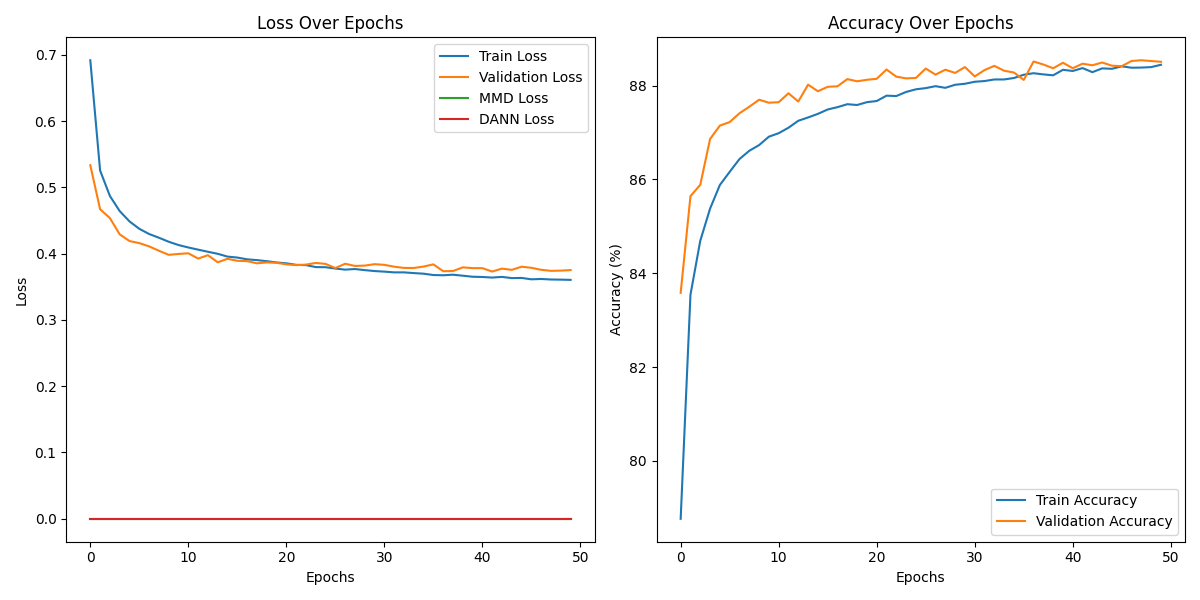 Loss Over Epochs
0.7
0.6
0.5
0.4
0.3
0.2
0.1
0.0
Loss
0 10 20 30 40 50
Epochs
Train Loss
Validation Loss
MMD Loss
DANN Loss
Accuracy Over Epochs
88
86
84
82
80
Accuracy (%)
0 10 20 30 40 50
Epochs
Train Accuracy
Validation Accuracy